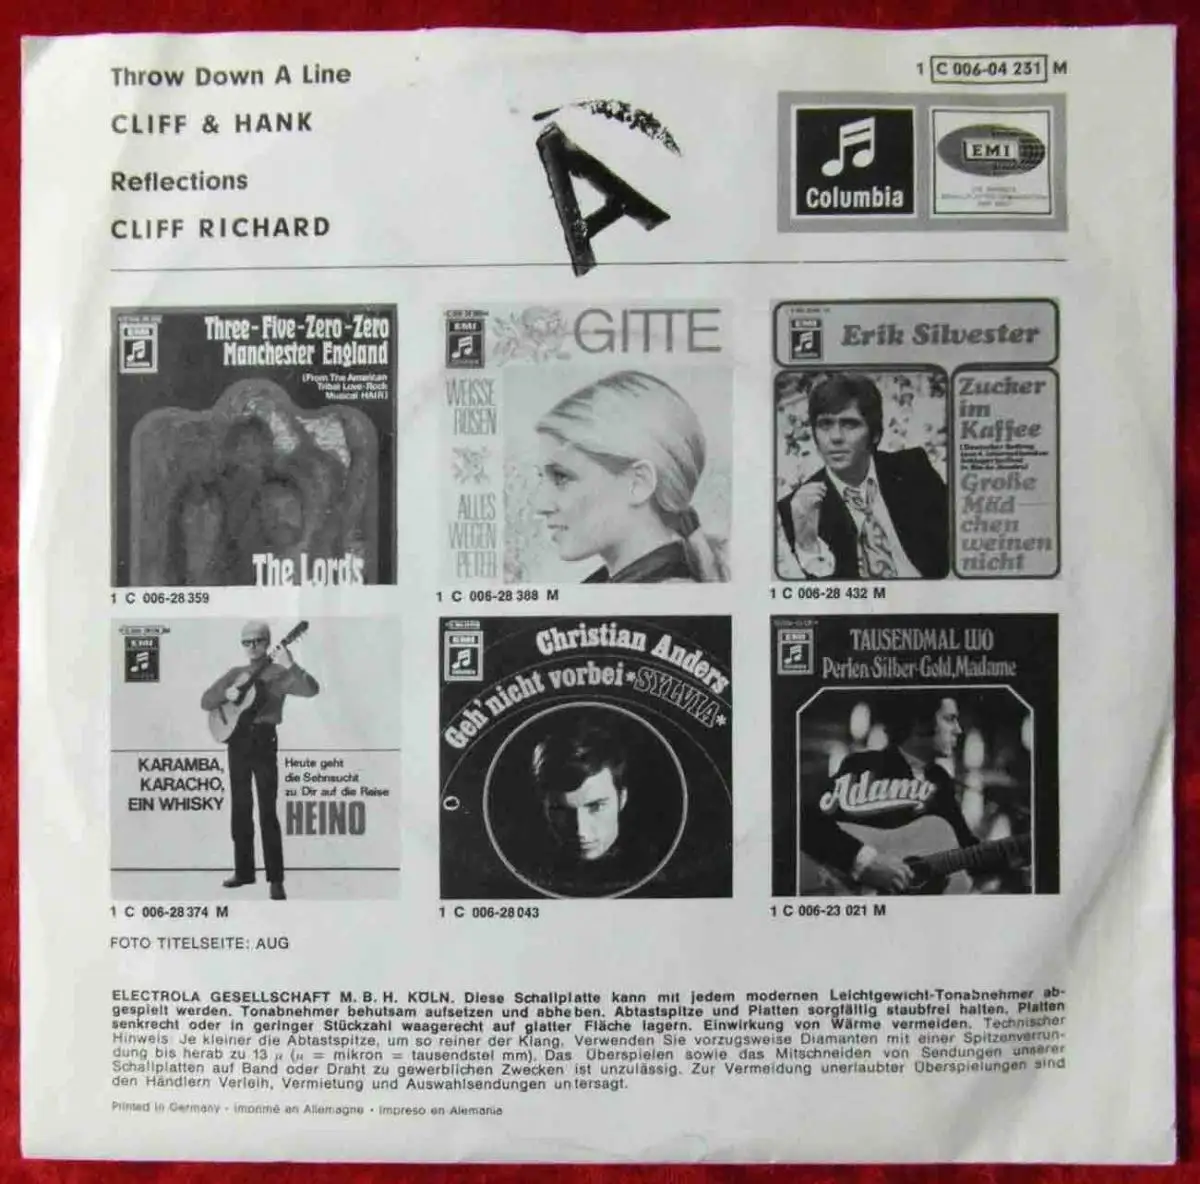 Throw Down A Line
CLIFF & HANK
Reflections
CLIFF RICHARD
A
1 C 006-04 231 M
Columbia
EMI
EMI
Three-Five-Zero-Zero
Manchester England
(From The American
Tribal Love-Rock
Musical HAIR)
The Lords
1 C 006-28 359
EMI
GITTE
WEISSE
ROSEN
ALLES
WEGEN
PETER
1 C 006-28 388 M
EMI
Erik Silvester
Zucker
im
Kaffee
Große
Mäd
chen
weinen
nicht
1 C 006-28 432 M
EMI
KARAMBA,
KARACHO,
EIN WHISKY
Heute geht
die Sehnsucht
zu Dir auf die Reise
HEINO
1 C 006-28 374 M
EMI
Christian Anders
Geh' nicht vorbei*SYLVIA*
1 C 006-28 043
EMI
TAUSENDMAL WO
Perlen-Silber-Gold, Madame
Adamo
1 C 006-23 021 M
FOTO TITELSEITE: AUG
ELECTROLA GESELLSCHAFT M. B. H. KÖLN. Diese Schallplatte kann mit jedem modernen Leichtgewicht-Tonabnehmer ab-
gespielt werden. Tonabnehmer behutsam aufsetzen und abheben. Abtastspitze und Platten sorgfältig staubfrei halten. Platten
senkrecht oder in geringer Stückzahl waagerecht auf glatter Fläche lagern. Einwirkung von Wärme vermeiden. Technischer
Hinweis Je kleiner die Abtastspitze, um so reiner der Klang. Verwenden Sie vorzugsweise Diamanten mit einer Spitzenverrun-
dung bis herab zu 13 μ (μ = mikron = tausendstel mm). Das Überspielen sowie das Mitschneiden von Sendungen unserer
Schallplatten auf Band oder Draht zu gewerblichen Zwecken ist unzulässig. Zur Vermeidung unerlaubter Überspielungen sind
den Händlern Verleih, Vermietung und Auswahlsendungen untersagt.
Printed in Germany · Imprimé en Allemagne · Impreso en Alemania